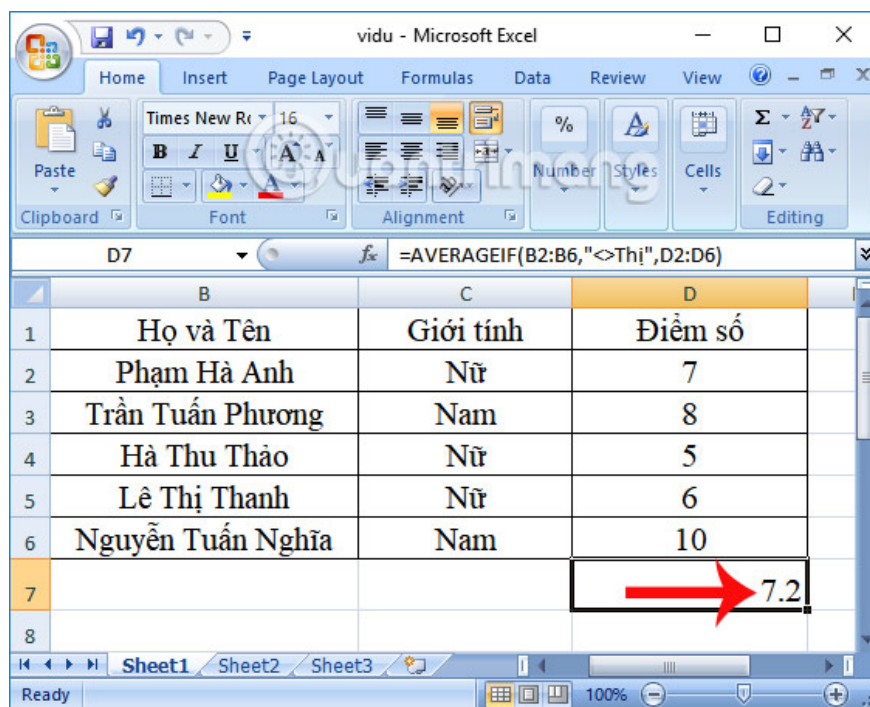 vidu - Microsoft Excel
Home Insert Page Layout Formulas Data Review View
Times New Ro 16
B I U A A
% Σ
Paste Number Styles Cells
Clipboard Font Alignment Editing
Quantrimang
D7 fx =AVERAGEIF(B2:B6,"<>Thị",D2:D6)
B C D
1 Họ và Tên Giới tính Điểm số
2 Phạm Hà Anh Nữ 7
3 Trần Tuấn Phương Nam 8
4 Hà Thu Thảo Nữ 5
5 Lê Thị Thanh Nữ 6
6 Nguyễn Tuấn Nghĩa Nam 10
7 7.2
8
Sheet1 Sheet2 Sheet3
Ready 100%